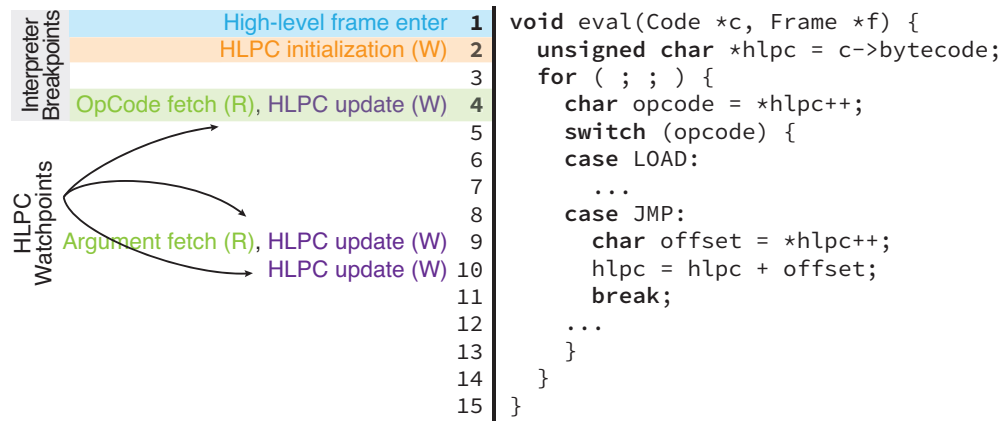 Interpreter
Breakpoints
HLPC
Watchpoints
High-level frame enter 1 void eval(Code *c, Frame *f) {
HLPC initialization (W) 2 unsigned char *hlpc = c->bytecode;
3 for ( ; ; ) {
OpCode fetch (R), HLPC update (W) 4 char opcode = *hlpc++;
5 switch (opcode) {
6 case LOAD:
7 ...
8 case JMP:
Argument fetch (R), HLPC update (W) 9 char offset = *hlpc++;
HLPC update (W) 10 hlpc = hlpc + offset;
11 break;
12 ...
13 }
14 }
15 }